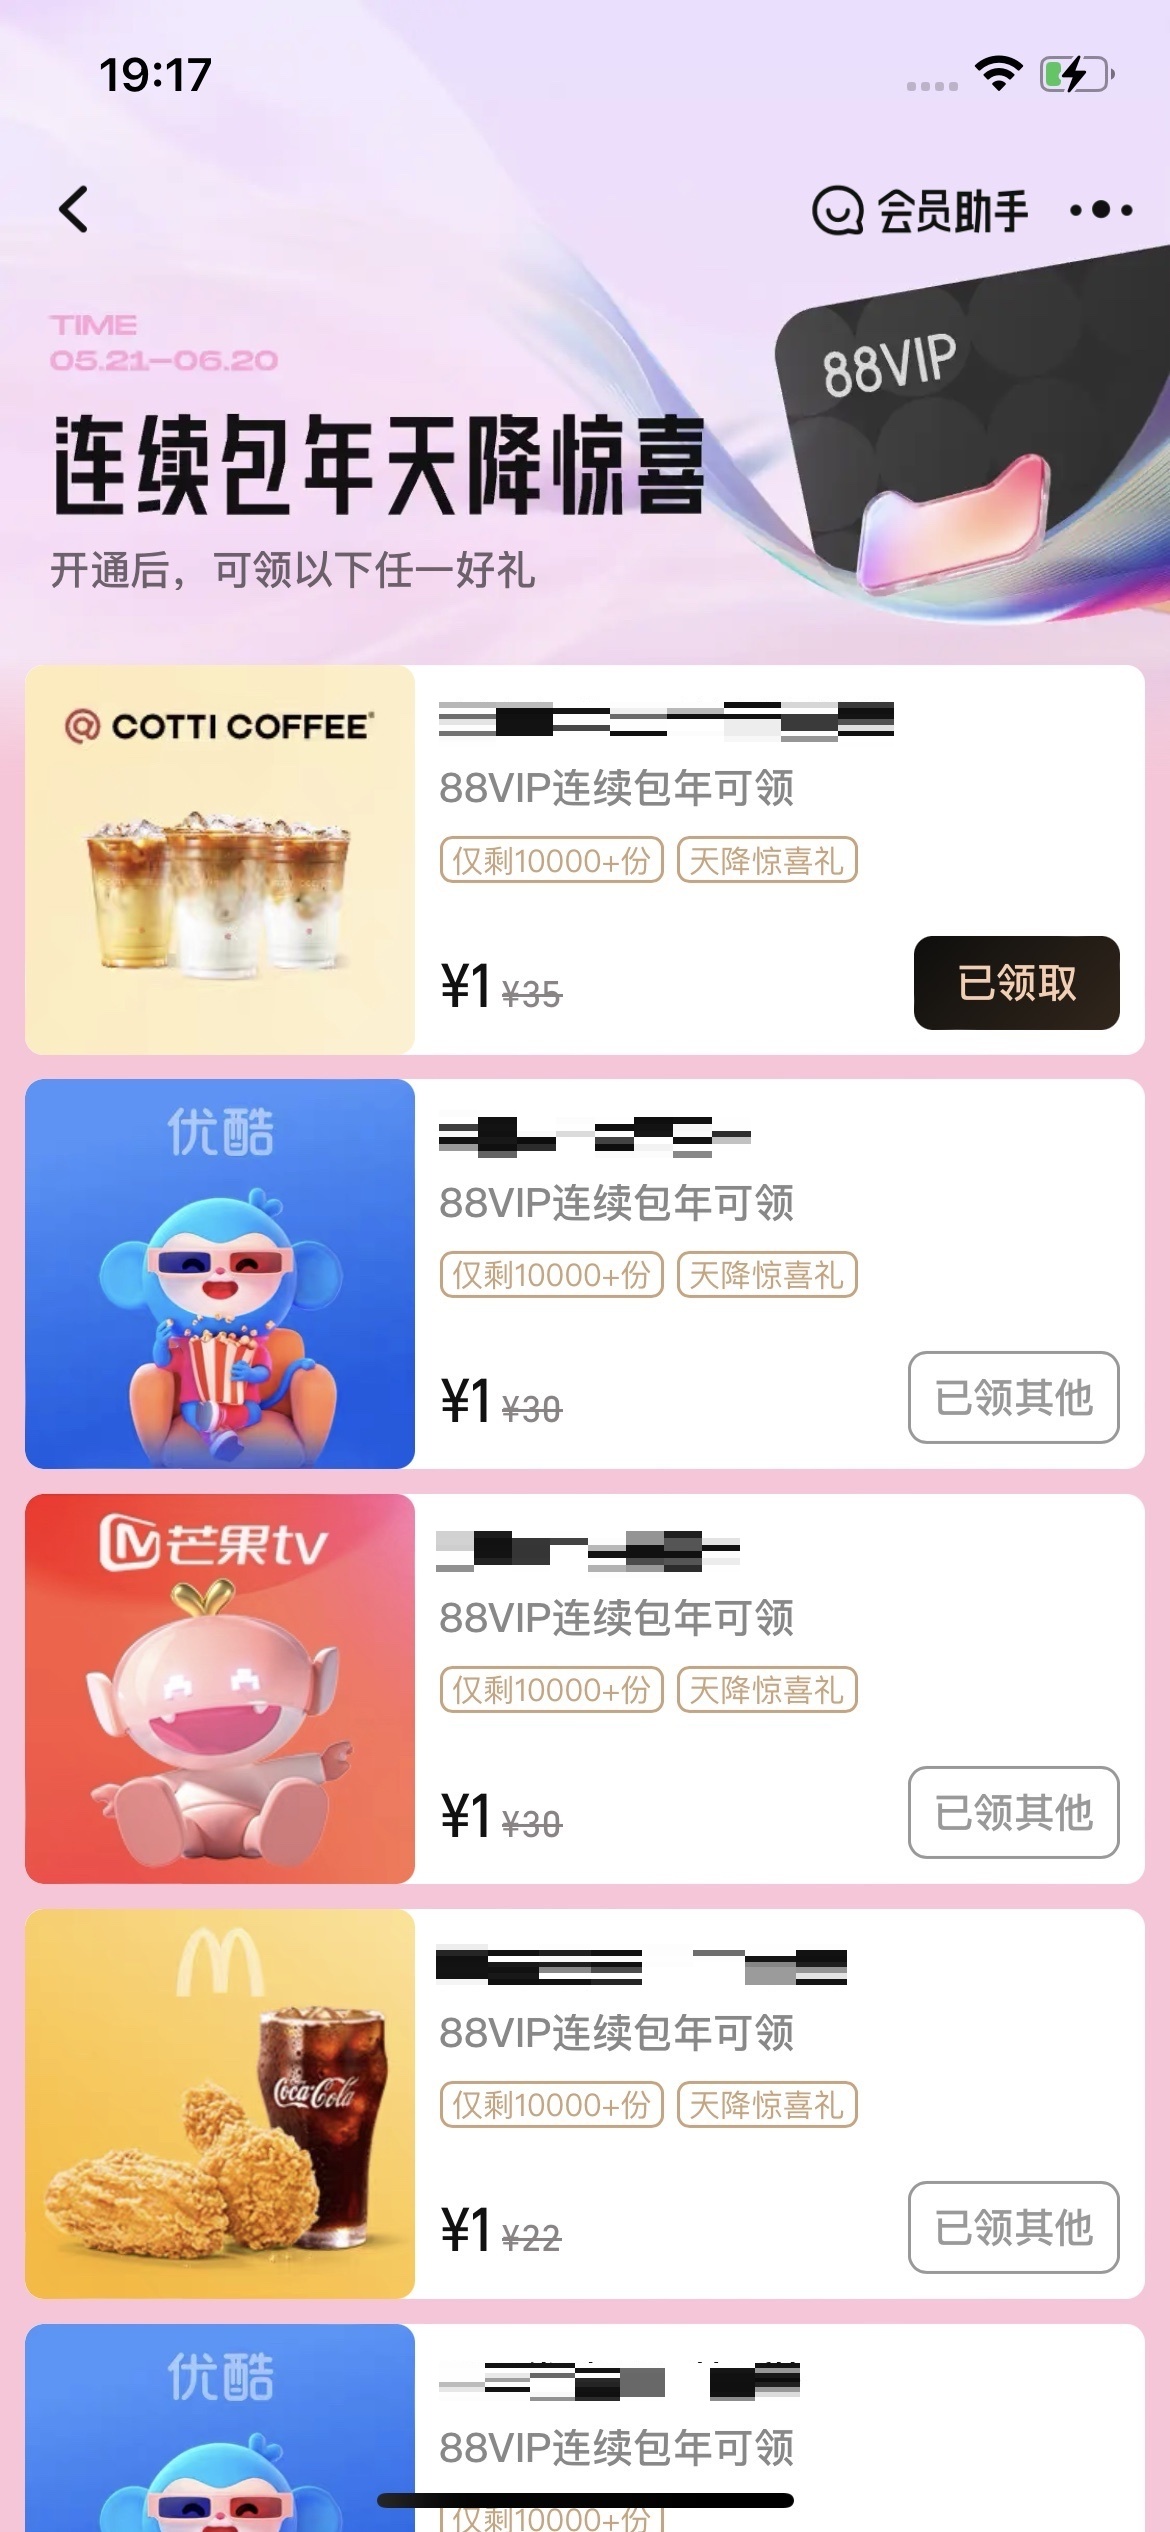 19:17
会员助手
88VIP
TIME
05.21—06.20
连续包年天降惊喜
开通后，可领以下任一好礼
COTTI COFFEE
88VIP连续包年可领
仅剩10000+份 天降惊喜礼
¥1 ¥35 已领取
优酷
88VIP连续包年可领
仅剩10000+份 天降惊喜礼
¥1 ¥30 已领其他
芒果tv
88VIP连续包年可领
仅剩10000+份 天降惊喜礼
¥1 ¥30 已领其他
Coca-Cola
88VIP连续包年可领
仅剩10000+份 天降惊喜礼
¥1 ¥22 已领其他
优酷
88VIP连续包年可领
仅剩10000+份